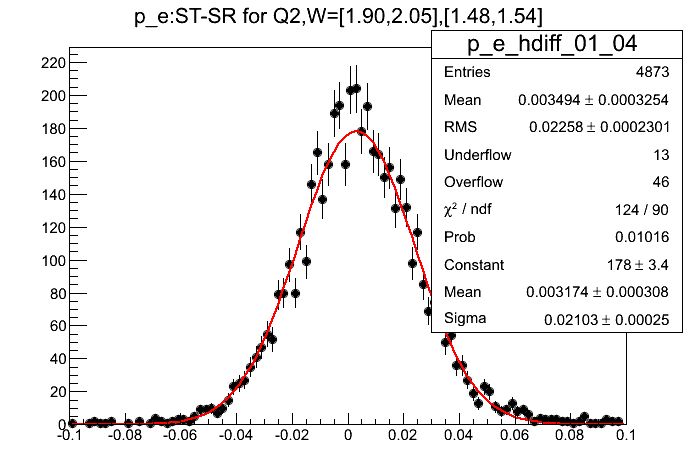 p_e:ST-SR for Q2,W=[1.90,2.05],[1.48,1.54]
p_e_hdiff_01_04
Entries 4873
Mean 0.003494 ± 0.0003254
RMS 0.02258 ± 0.0002301
Underflow 13
Overflow 46
χ² / ndf 124 / 90
Prob 0.01016
Constant 178 ± 3.4
Mean 0.003174 ± 0.000308
Sigma 0.02103 ± 0.00025
220
200
180
160
140
120
100
80
60
40
20
0
-0.1 -0.08 -0.06 -0.04 -0.02 0 0.02 0.04 0.06 0.08 0.1